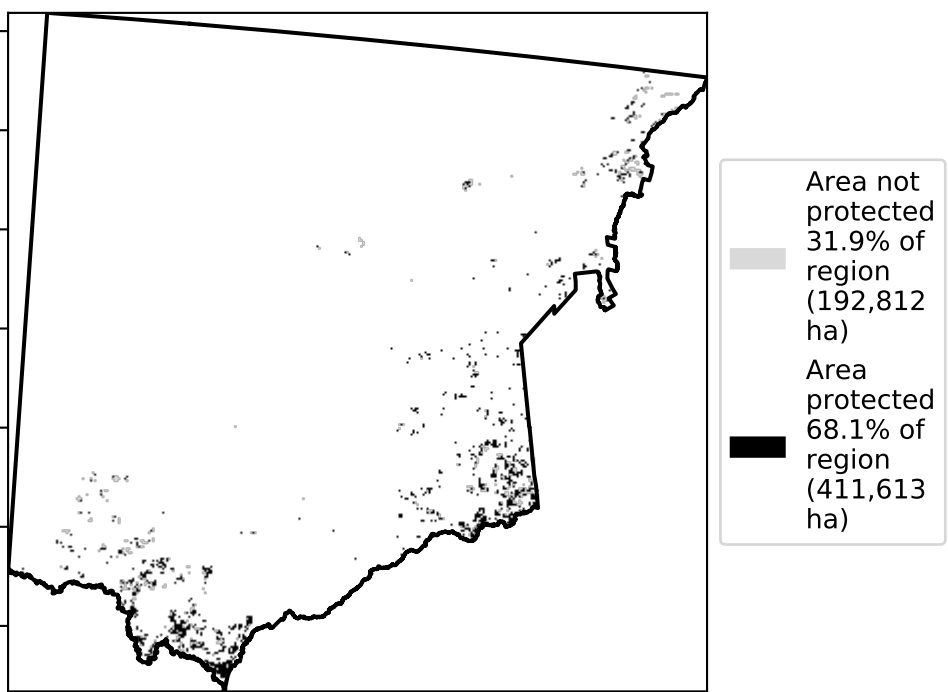 Area not
protected
31.9% of
region
(192,812
ha)
Area
protected
68.1% of
region
(411,613
ha)